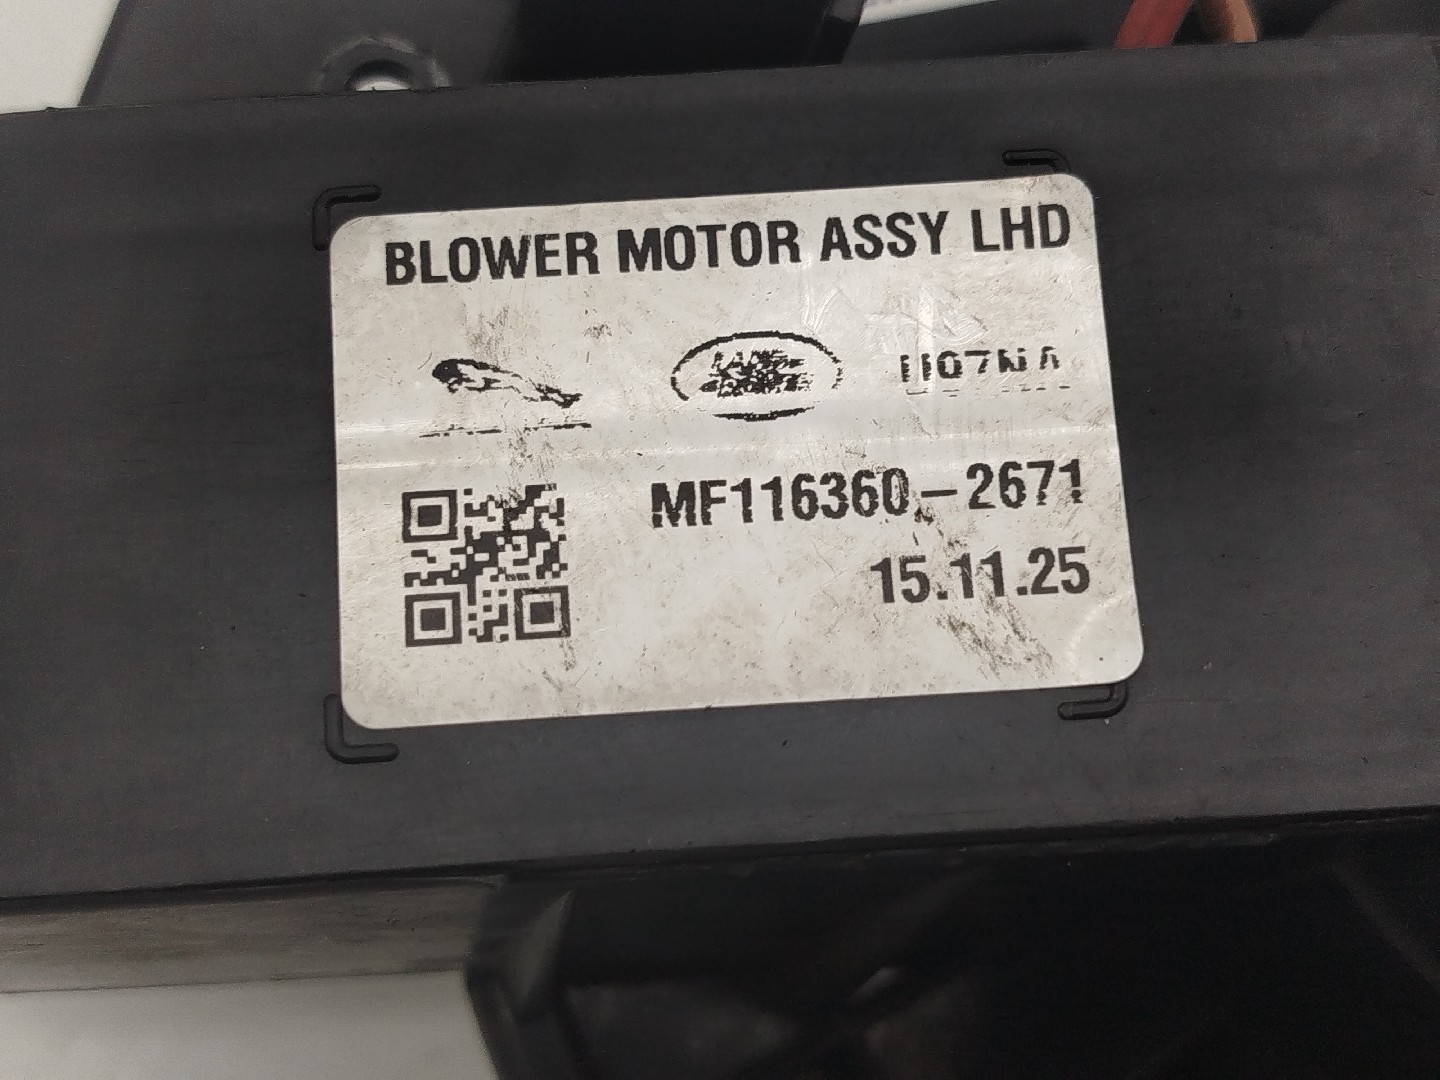 BLOWER MOTOR ASSY LHD
MF116360-2671
15.11.25